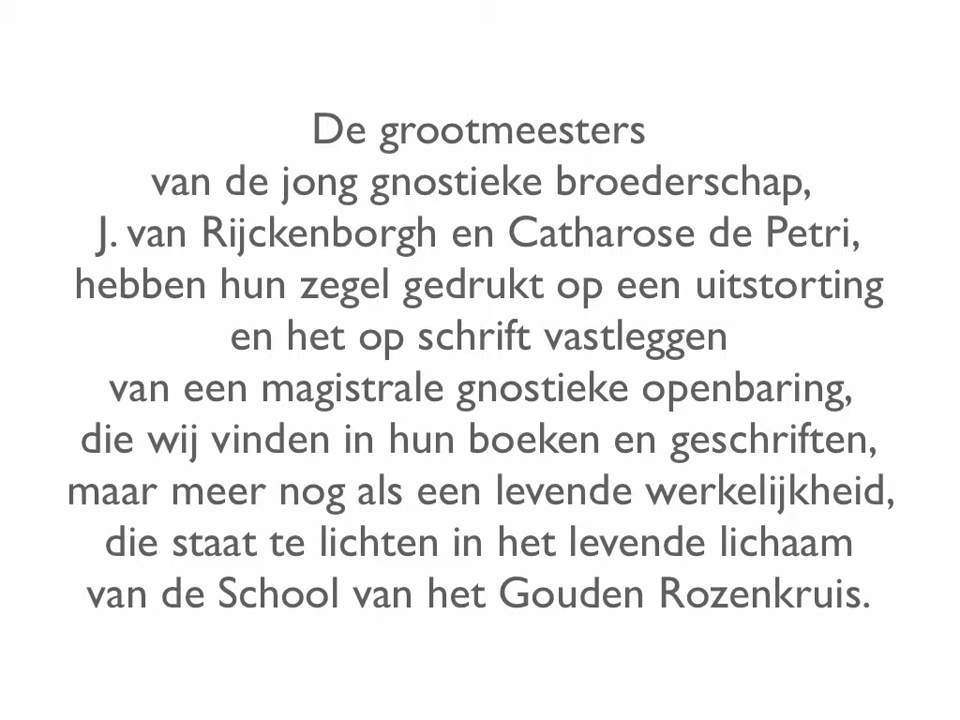 De grootmeesters
van de jong gnostieke broederschap,
J. van Rijckenborgh en Catharose de Petri,
hebben hun zegel gedrukt op een uitstorting
en het op schrift vastleggen
van een magistrale gnostieke openbaring,
die wij vinden in hun boeken en geschriften,
maar meer nog als een levende werkelijkheid,
die staat te lichten in het levende lichaam
van de School van het Gouden Rozenkruis.